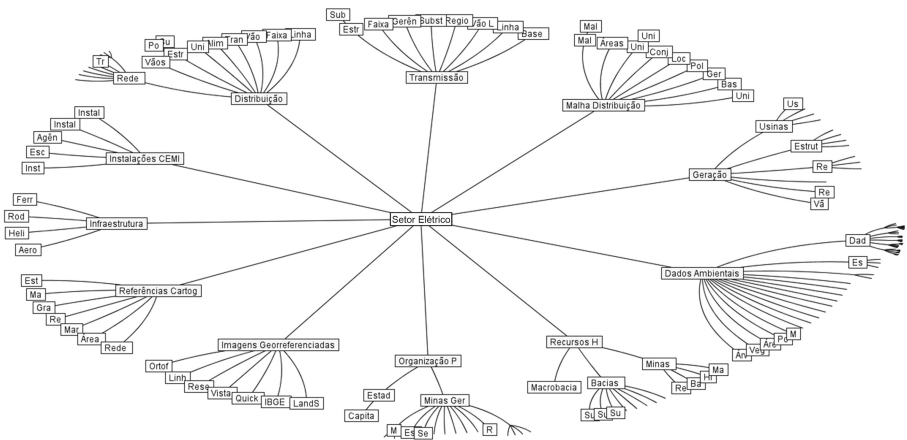 Sub
Estr
Faixa
Gerên
Subst
Regio
Vão L
Linha
Base
Transmissão
Po
Vãos
Estr
Uni
Vão
Faixa
Linha
Distribuição
Tr
Rede
Mal
Mal
Áreas
Uni
Uni
Conj
Loc
Pol
Ger
Bas
Uni
Malha Distribuição
Instal
Instal
Agên
Esc
Inst
Instalações CEMI
Us
Usinas
Estrut
Re
Re
Vã
Geração
Ferr
Rod
Heli
Aero
Infraestrutura
Setor Elétrico
Dad
Es
Dados Ambientais
M
Po
Veg
Est
Ma
Gra
Re
Mar
Área
Rede
Referências Cartog
Imagens Georreferenciadas
Ortof
Linh
Rese
Vista
Quick
IBGE
LandS
Organização P
Estad
Capita
Minas Ger
M
Es
Se
R
Recursos H
Macrobacia
Bacias
Su
Su
Su
Minas
Ma
Hi
Ba
Re